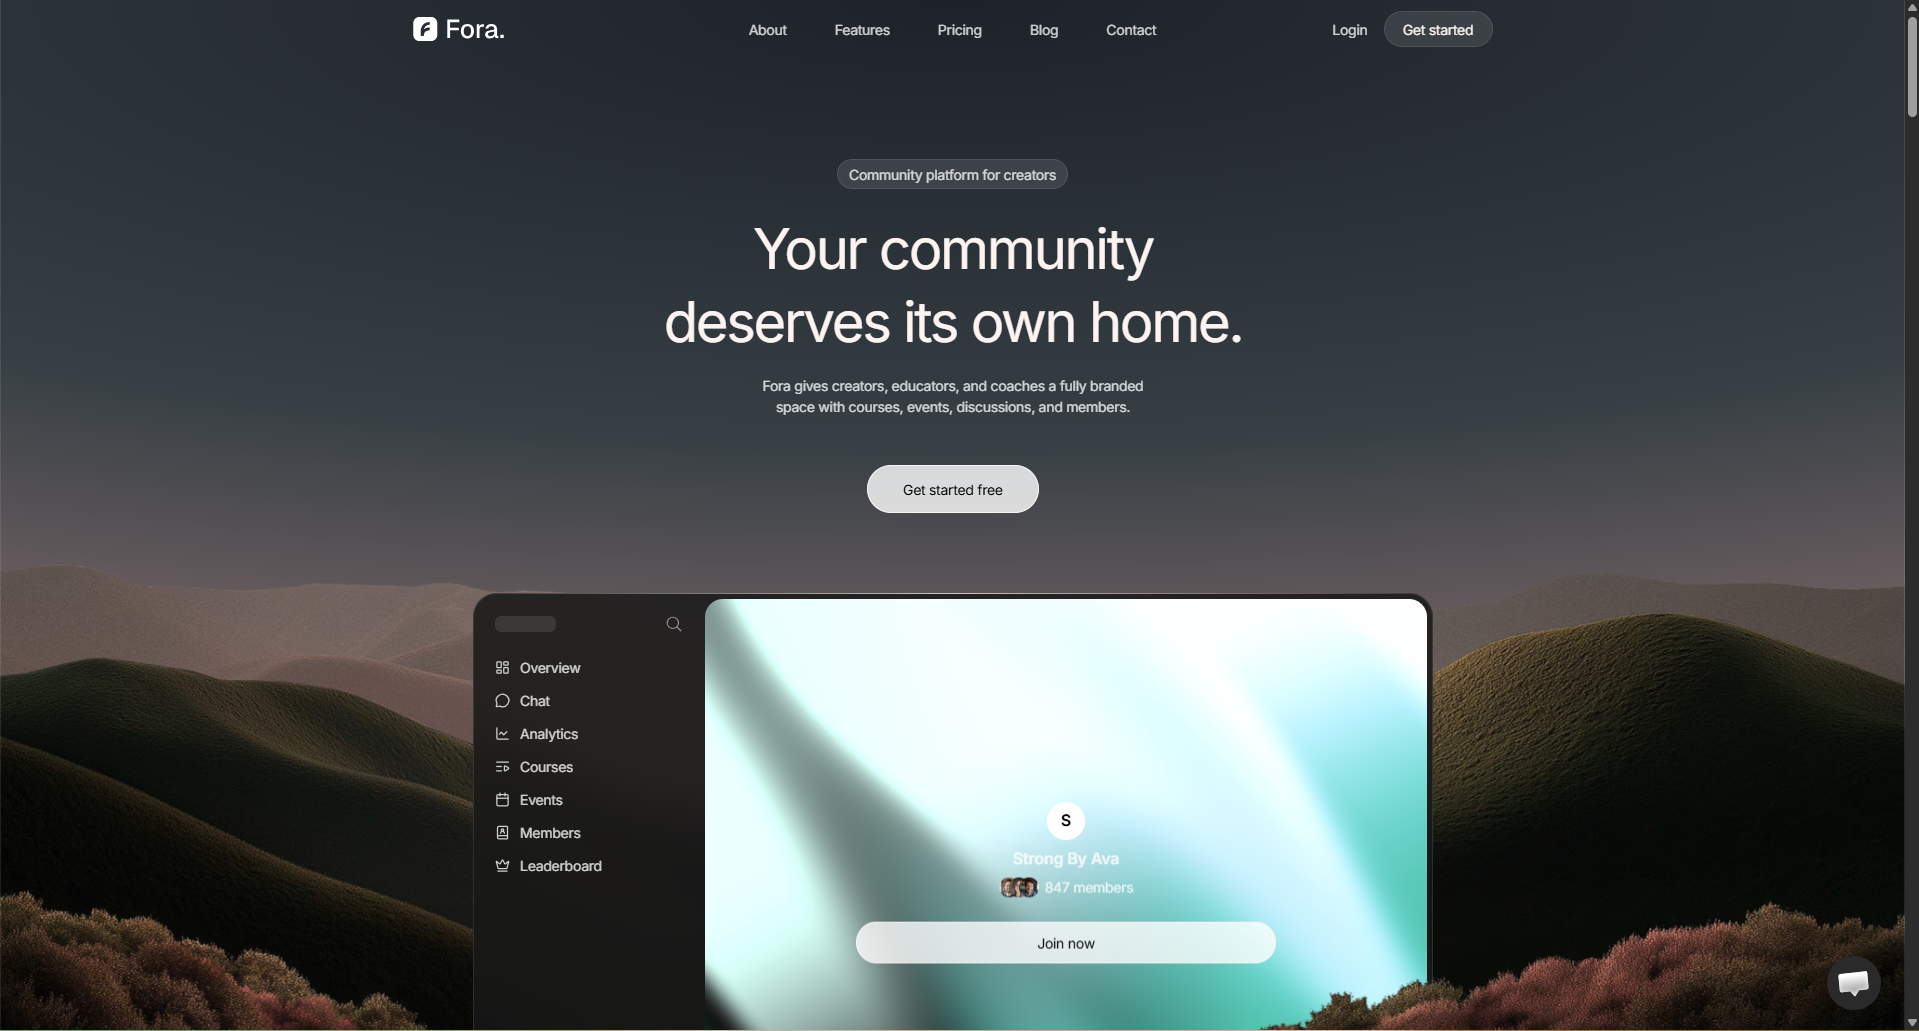 Fora.
About
Features
Pricing
Blog
Contact
Login
Get started
Community platform for creators
Your community
deserves its own home.
Fora gives creators, educators, and coaches a fully branded
space with courses, events, discussions, and members.
Get started free
Overview
Chat
Analytics
Courses
Events
Members
Leaderboard
S
Strong By Ava
847 members
Join now